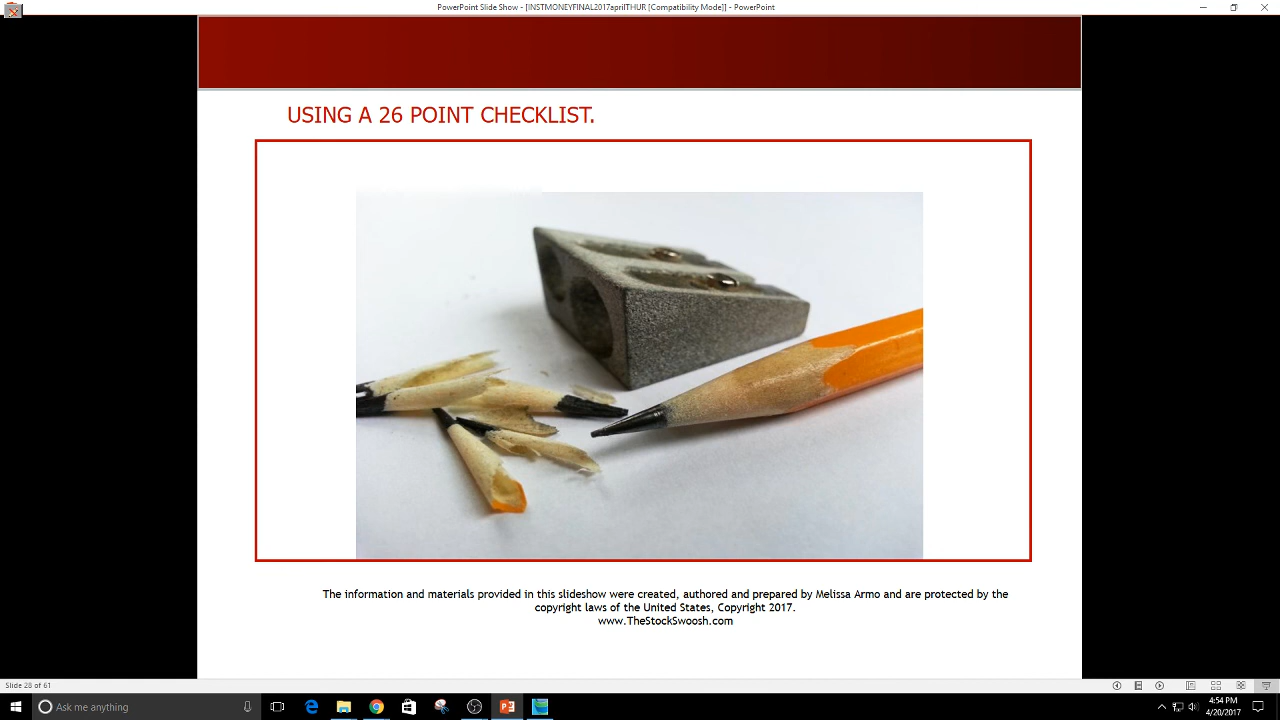 PowerPoint Slide Show - [INSTMONEYFINAL2017aprilTHUR [Compatibility Mode]] - PowerPoint
USING A 26 POINT CHECKLIST.
The information and materials provided in this slideshow were created, authored and prepared by Melissa Armo and are protected by the
copyright laws of the United States, Copyright 2017.
www.TheStockSwoosh.com
Slide 28 of 61
Ask me anything
4:54 PM
4/20/2017